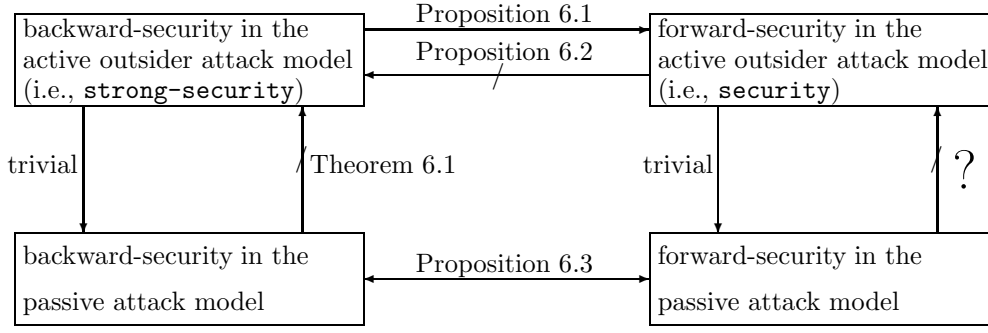 backward-security in the
active outsider attack model
(i.e., strong-security)
Proposition 6.1
Proposition 6.2
forward-security in the
active outsider attack model
(i.e., security)
trivial
Theorem 6.1
trivial
?
backward-security in the
passive attack model
Proposition 6.3
forward-security in the
passive attack model